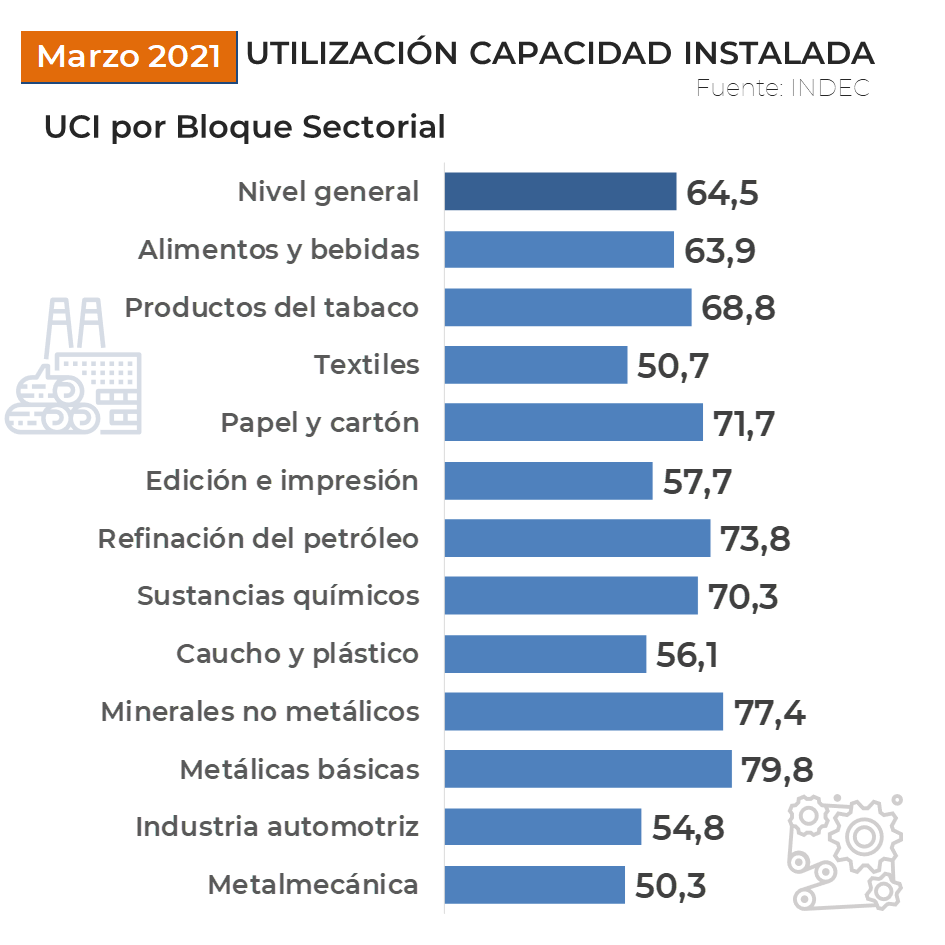 Marzo 2021 UTILIZACIÓN CAPACIDAD INSTALADA
Fuente: INDEC
UCI por Bloque Sectorial
Nivel general 64,5
Alimentos y bebidas 63,9
Productos del tabaco 68,8
Textiles 50,7
Papel y cartón 71,7
Edición e impresión 57,7
Refinación del petróleo 73,8
Sustancias químicos 70,3
Caucho y plástico 56,1
Minerales no metálicos 77,4
Metálicas básicas 79,8
Industria automotriz 54,8
Metalmecánica 50,3